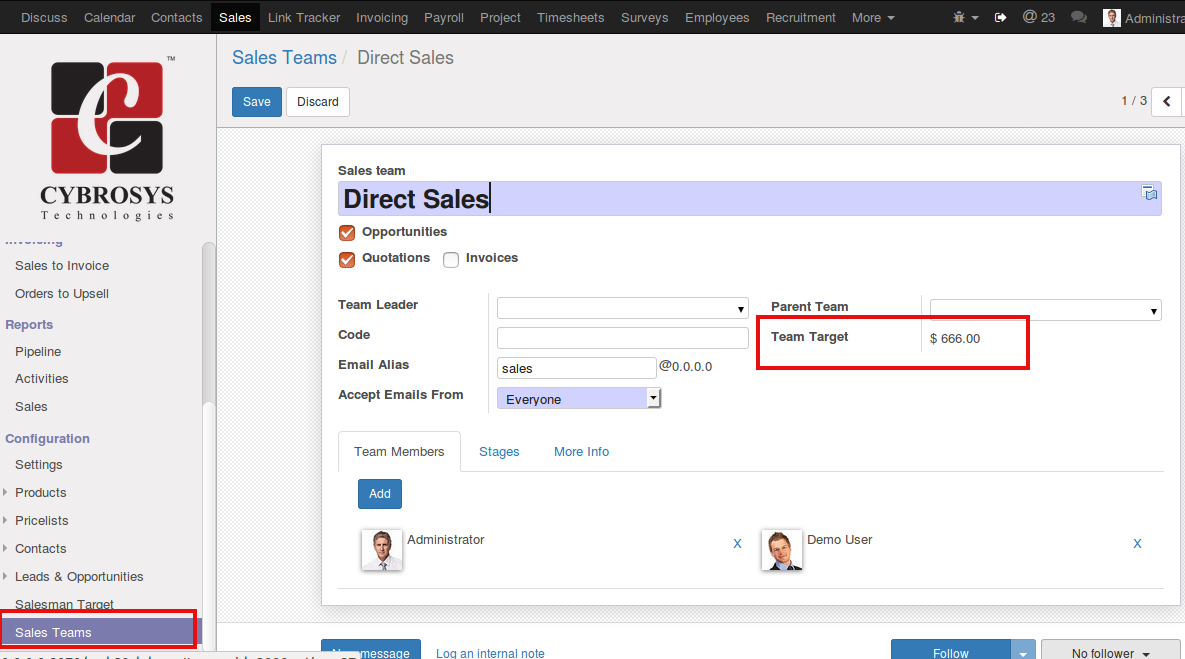 Discuss Calendar Contacts Sales Link Tracker Invoicing Payroll Project Timesheets Surveys Employees Recruitment More @ 23 Administra
C
TM
CYBROSYS
Technologies
Invoicing
Sales to Invoice
Orders to Upsell
Reports
Pipeline
Activities
Sales
Configuration
Settings
Products
Pricelists
Contacts
Leads & Opportunities
Salesman Target
Sales Teams
Sales Teams / Direct Sales
Save Discard
1 / 3
Sales team
Direct Sales
Opportunities
Quotations Invoices
Team Leader
Parent Team
Code
Team Target $ 666.00
Email Alias sales @0.0.0.0
Accept Emails From Everyone
Team Members Stages More Info
Add
Administrator X Demo User X
message Log an internal note
Follow No follower